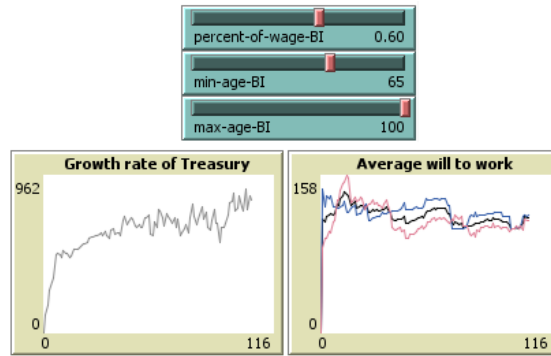 percent-of-wage-BI 0.60
min-age-BI 65
max-age-BI 100
Growth rate of Treasury
962
0
0 116
Average will to work
158
0
0 116